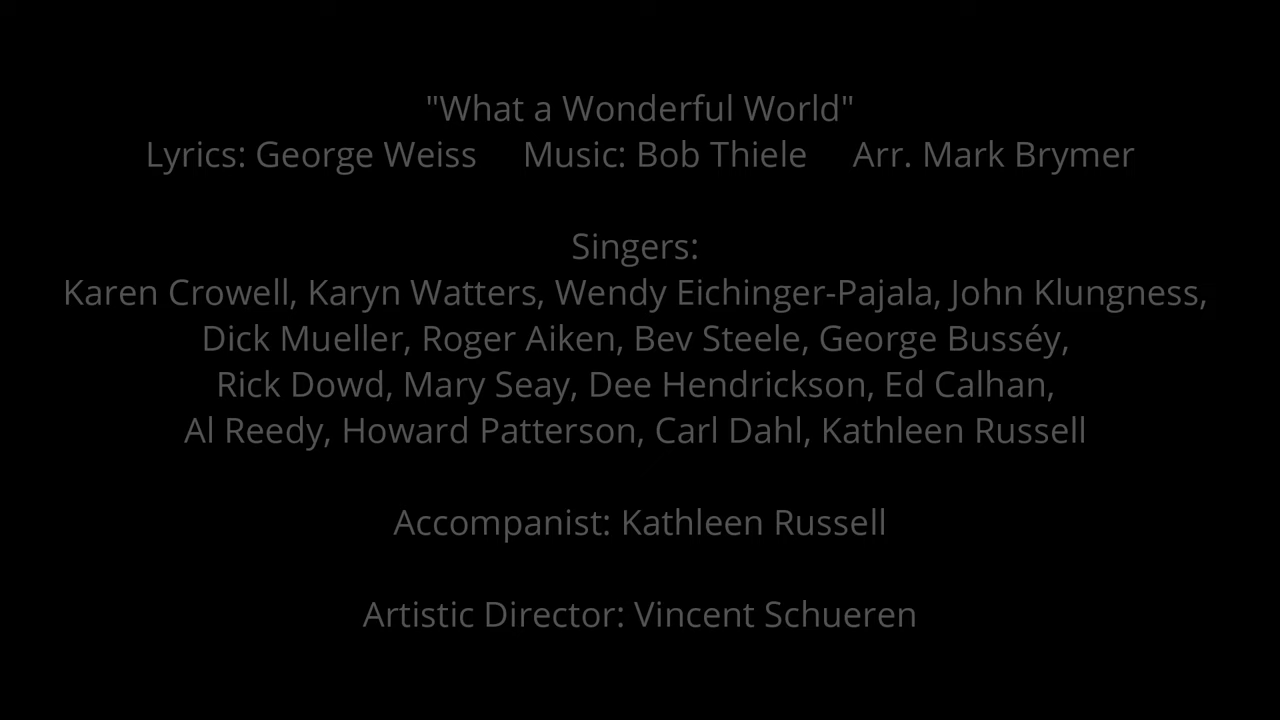 "What a Wonderful World"
Lyrics: George Weiss Music: Bob Thiele Arr. Mark Brymer
Singers:
Karen Crowell, Karyn Watters, Wendy Eichinger-Pajala, John Klungness,
Dick Mueller, Roger Aiken, Bev Steele, George Busséy,
Rick Dowd, Mary Seay, Dee Hendrickson, Ed Calhan,
Al Reedy, Howard Patterson, Carl Dahl, Kathleen Russell
Accompanist: Kathleen Russell
Artistic Director: Vincent Schueren